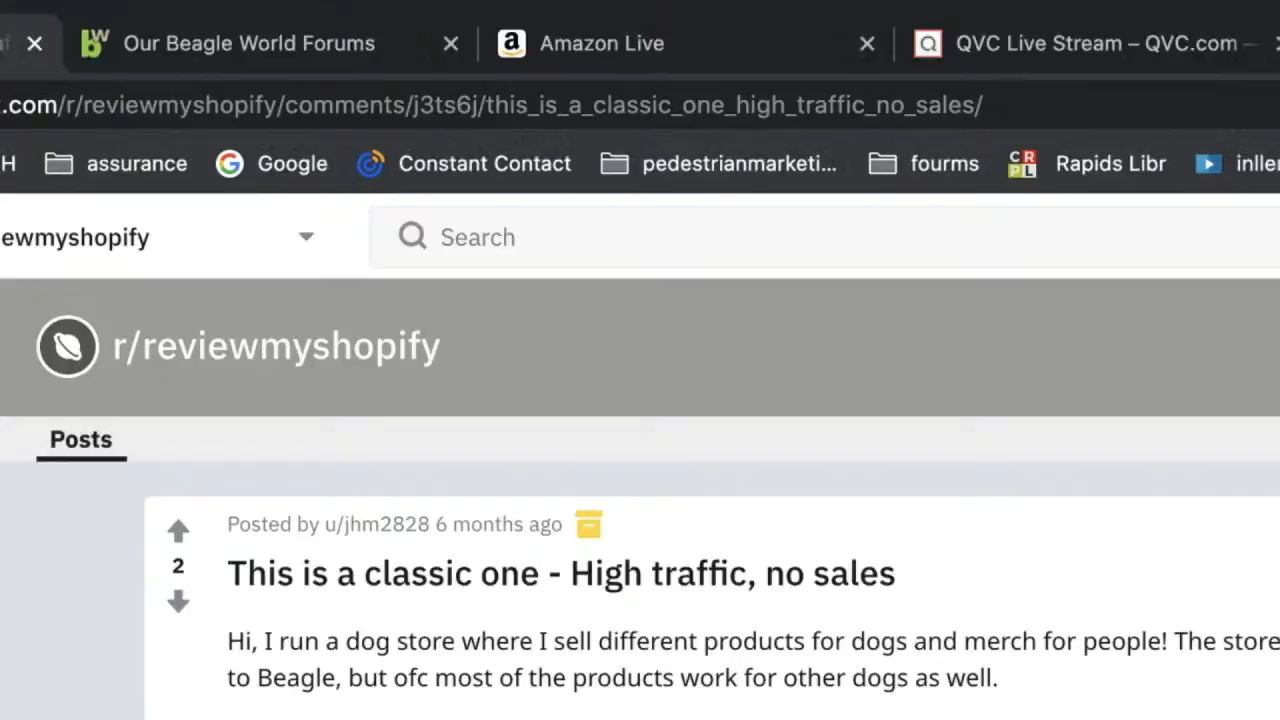 Our Beagle World Forums
Amazon Live
QVC Live Stream – QVC.com –
.com/r/reviewmyshopify/comments/j3ts6j/this_is_a_classic_one_high_traffic_no_sales/
H assurance Google Constant Contact pedestrianmarketi... fourms CRPL Rapids Libr inller
ewmyshopify Search
r/reviewmyshopify
Posts
Posted by u/jhm2828 6 months ago
2
This is a classic one - High traffic, no sales
Hi, I run a dog store where I sell different products for dogs and merch for people! The store
to Beagle, but ofc most of the products work for other dogs as well.